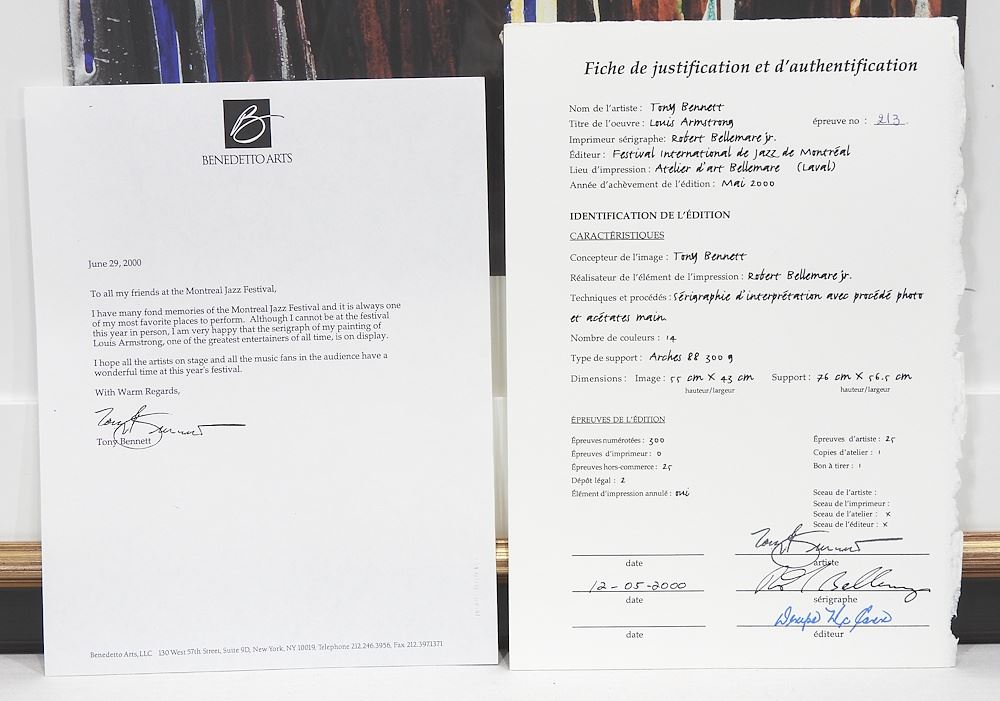 B
BENEDETTO ARTS
June 29, 2000
To all my friends at the Montreal Jazz Festival,
I have many fond memories of the Montreal Jazz Festival and it is always one
of my most favorite places to perform.  Although I cannot be at the festival
this year in person, I am very happy that the serigraph of my painting of
Louis Armstrong, one of the greatest entertainers of all time, is on display.
I hope all the artists on stage and all the music fans in the audience have a
wonderful time at this year's festival.
With Warm Regards,
Tony Bennett
Tony Bennett
Benedetto Arts, LLC   130 West 57th Street, Suite 9D, New York, NY 10019, Telephone 212.246.3956, Fax 212.3971371
Fiche de justification et d'authentification
Nom de l'artiste : Tony Bennett
Titre de l'oeuvre : Louis Armstrong épreuve no : 213
Imprimeur sérigraphe: Robert Bellemare jr.
Éditeur : Festival International de Jazz de Montréal
Lieu d'impression : Atelier d'art Bellemare (Laval)
Année d'achèvement de l'édition : Mai 2000
IDENTIFICATION DE L'ÉDITION
CARACTÉRISTIQUES
Concepteur de l'image : Tony Bennett
Réalisateur de l'élément de l'impression : Robert Bellemare jr.
Techniques et procédés : Sérigraphie d'interprétation avec procédé photo
et acétates main.
Nombre de couleurs : 14
Type de support : Arches 88 300 g
Dimensions : Image : 55 cm X 43 cm Support : 76 cm X 56.5 cm
hauteur/largeur hauteur/largeur
ÉPREUVES DE L'ÉDITION
Épreuves numérotées : 300 Épreuves d'artiste : 25
Épreuves d'imprimeur : 0 Copies d'atelier : 1
Épreuves hors-commerce : 25 Bon à tirer : 1
Dépôt légal : 2
Élément d'impression annulé : oui Sceau de l'artiste :
Sceau de l'imprimeur :
Sceau de l'atelier : x
Sceau de l'éditeur : x
Tony Bennett
date artiste
12-05-2000
date sérigraphe
date éditeur